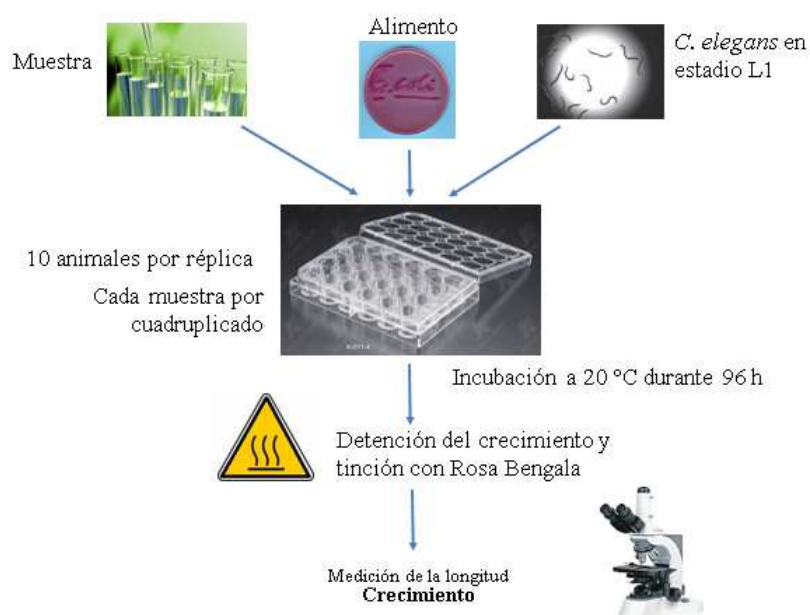 Muestra
Alimento
E. coli
C. elegans en
estadio L1
10 animales por réplica
Cada muestra por
cuadruplicado
Incubación a 20 °C durante 96 h
Detención del crecimiento y
tinción con Rosa Bengala
Medición de la longitud
Crecimiento